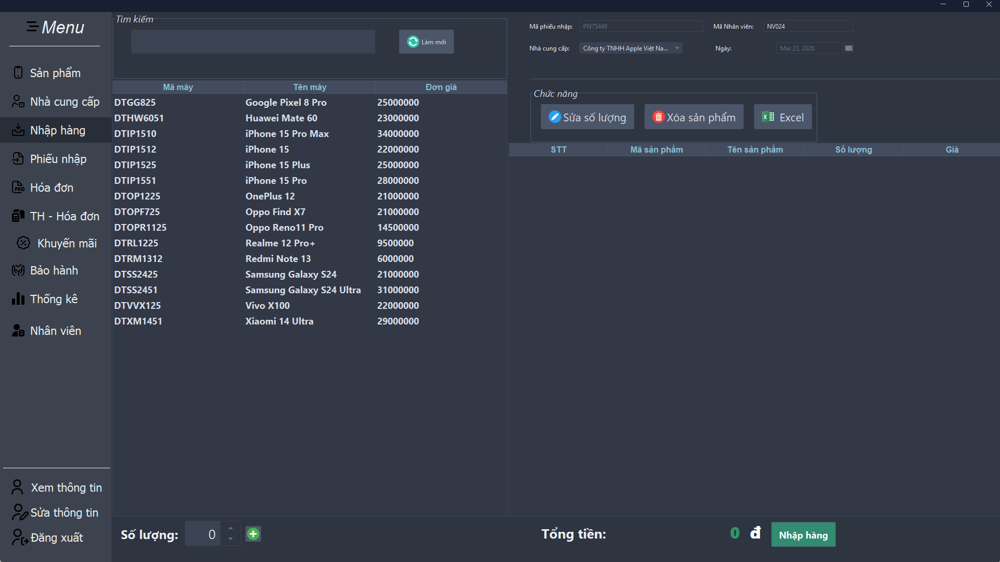 Menu
Sản phẩm
Nhà cung cấp
Nhập hàng
Phiếu nhập
PAID
Hóa đơn
TH - Hóa đơn
Khuyến mãi
Bảo hành
Thống kê
Nhân viên
Xem thông tin
Sửa thông tin
Đăng xuất
Tìm kiếm
Làm mới
Mã máy Tên máy Đơn giá
DTGG825 Google Pixel 8 Pro 25000000
DTHW6051 Huawei Mate 60 23000000
DTIP1510 iPhone 15 Pro Max 34000000
DTIP1512 iPhone 15 22000000
DTIP1525 iPhone 15 Plus 25000000
DTIP1551 iPhone 15 Pro 28000000
DTOP1225 OnePlus 12 21000000
DTOPF725 Oppo Find X7 21000000
DTOPR1125 Oppo Reno11 Pro 14500000
DTRL1225 Realme 12 Pro+ 9500000
DTRM1312 Redmi Note 13 6000000
DTSS2425 Samsung Galaxy S24 21000000
DTSS2451 Samsung Galaxy S24 Ultra 31000000
DTVVX125 Vivo X100 22000000
DTXM1451 Xiaomi 14 Ultra 29000000
Số lượng: 0
Mã phiếu nhập: PN75449 Mã Nhân viên: NV024
Nhà cung cấp: Công ty TNHH Apple Việt Na... Ngày: Mar 23, 2026
Chức năng
Sửa số lượng Xóa sản phẩm Excel
STT Mã sản phẩm Tên sản phẩm Số lượng Giá
Tổng tiền: 0 đ Nhập hàng